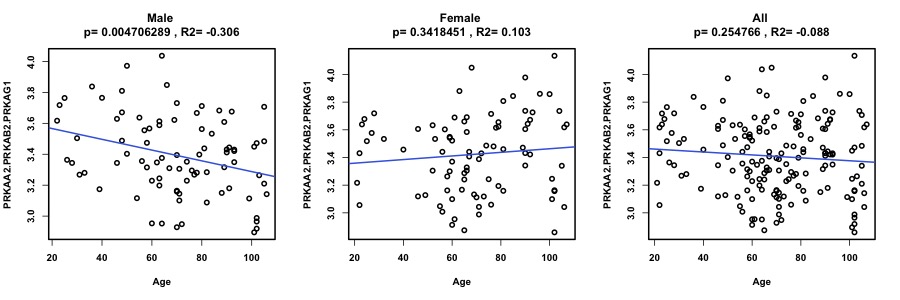 Male
p= 0.004706289 , R2= -0.306
PRKAA2.PRKAB2.PRKAG1
3.0 3.2 3.4 3.6 3.8 4.0
20 40 60 80 100
Age
Female
p= 0.3418451 , R2= 0.103
PRKAA2.PRKAB2.PRKAG1
3.0 3.2 3.4 3.6 3.8 4.0
20 40 60 80 100
Age
All
p= 0.254766 , R2= -0.088
PRKAA2.PRKAB2.PRKAG1
3.0 3.2 3.4 3.6 3.8 4.0
20 40 60 80 100
Age